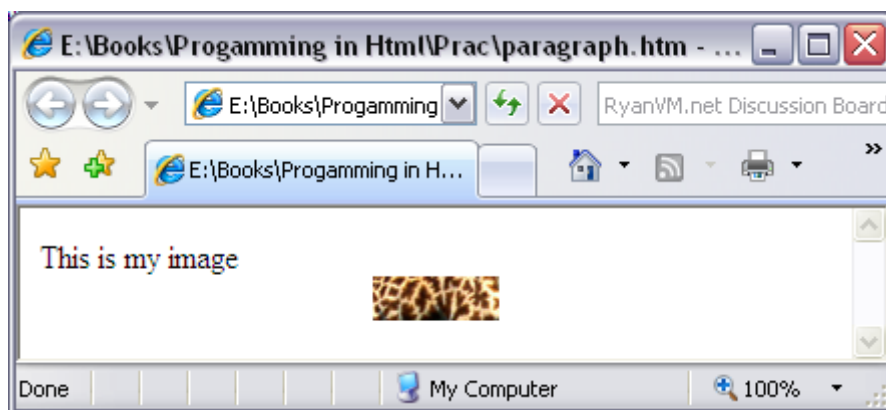 E:\Books\Progamming in Html\Prac\paragraph.htm - ...
E:\Books\Progamming
RyanVM.net Discussion Board
E:\Books\Progamming in H...
»
This is my image
Done
My Computer
100%